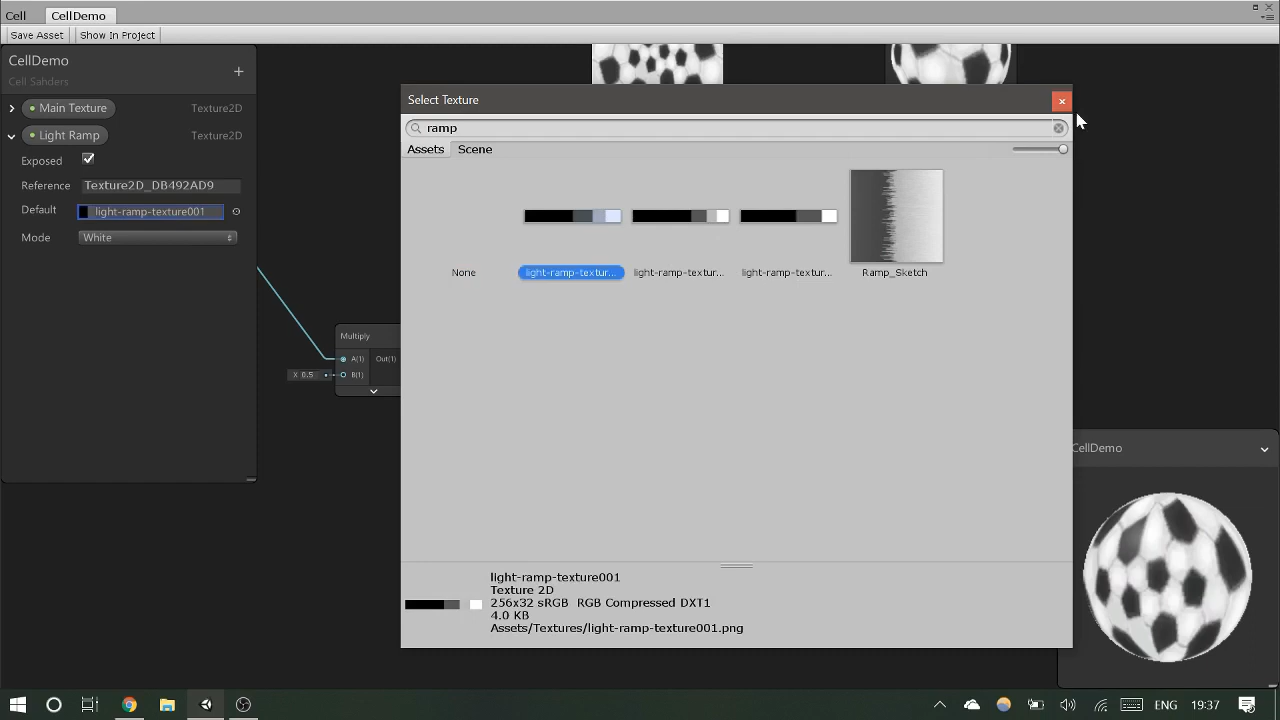 Cell
CellDemo
Save Asset
Show In Project
CellDemo
Cell Sahders
Main Texture
Texture2D
Light Ramp
Texture2D
Exposed
Reference
Texture2D_DB492AD9
Default
light-ramp-texture001
Mode
White
Multiply
A(1)
Out(1)
X 0.5
B(1)
Select Texture
ramp
Assets
Scene
None
light-ramp-textur...
light-ramp-textur...
light-ramp-textur...
Ramp_Sketch
light-ramp-texture001
Texture 2D
256x32 sRGB RGB Compressed DXT1
4.0 KB
Assets/Textures/light-ramp-texture001.png
CellDemo
ENG
19:37